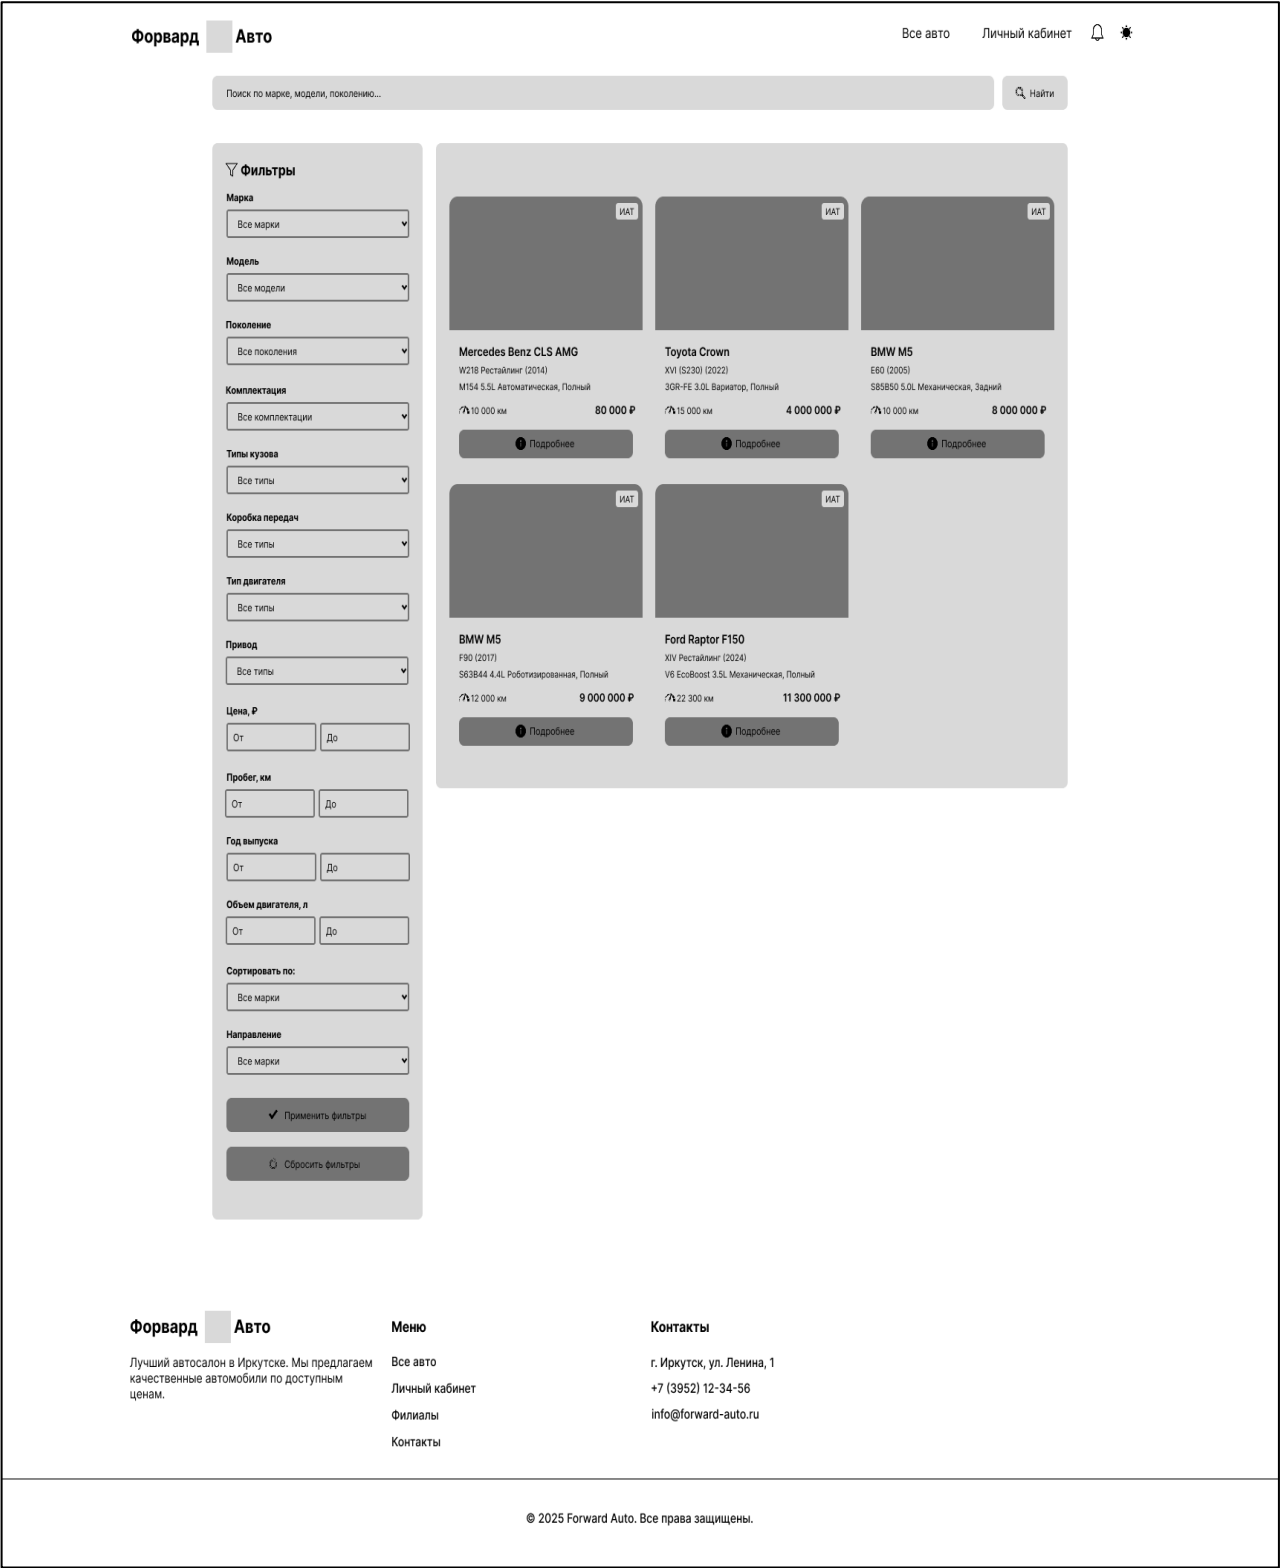 Форвард Авто
Все авто
Личный кабинет
Поиск по марке, модели, поколению...
Найти
Фильтры
Марка
Все марки
Модель
Все модели
Поколение
Все поколения
Комплектация
Все комплектации
Типы кузова
Все типы
Коробка передач
Все типы
Тип двигателя
Все типы
Привод
Все типы
Цена, ₽
От До
Пробег, км
От До
Год выпуска
От До
Объем двигателя, л
От До
Сортировать по:
Все марки
Направление
Все марки
Применить фильтры
Сбросить фильтры
ИАТ
Mercedes Benz CLS AMG
W218 Рестайлинг (2014)
M154 5.5L Автоматическая, Полный
10 000 км 80 000 ₽
Подробнее
ИАТ
Toyota Crown
XVI (S230) (2022)
3GR-FE 3.0L Вариатор, Полный
15 000 км 4 000 000 ₽
Подробнее
ИАТ
BMW M5
E60 (2005)
S85B50 5.0L Механическая, Задний
10 000 км 8 000 000 ₽
Подробнее
ИАТ
BMW M5
F90 (2017)
S63B44 4.4L Роботизированная, Полный
12 000 км 9 000 000 ₽
Подробнее
ИАТ
Ford Raptor F150
XIV Рестайлинг (2024)
V6 EcoBoost 3.5L Механическая, Полный
22 300 км 11 300 000 ₽
Подробнее
Форвард Авто
Лучший автосалон в Иркутске. Мы предлагаем
качественные автомобили по доступным
ценам.
Меню
Все авто
Личный кабинет
Филиалы
Контакты
Контакты
г. Иркутск, ул. Ленина, 1
+7 (3952) 12-34-56
info@forward-auto.ru
© 2025 Forward Auto. Все права защищены.